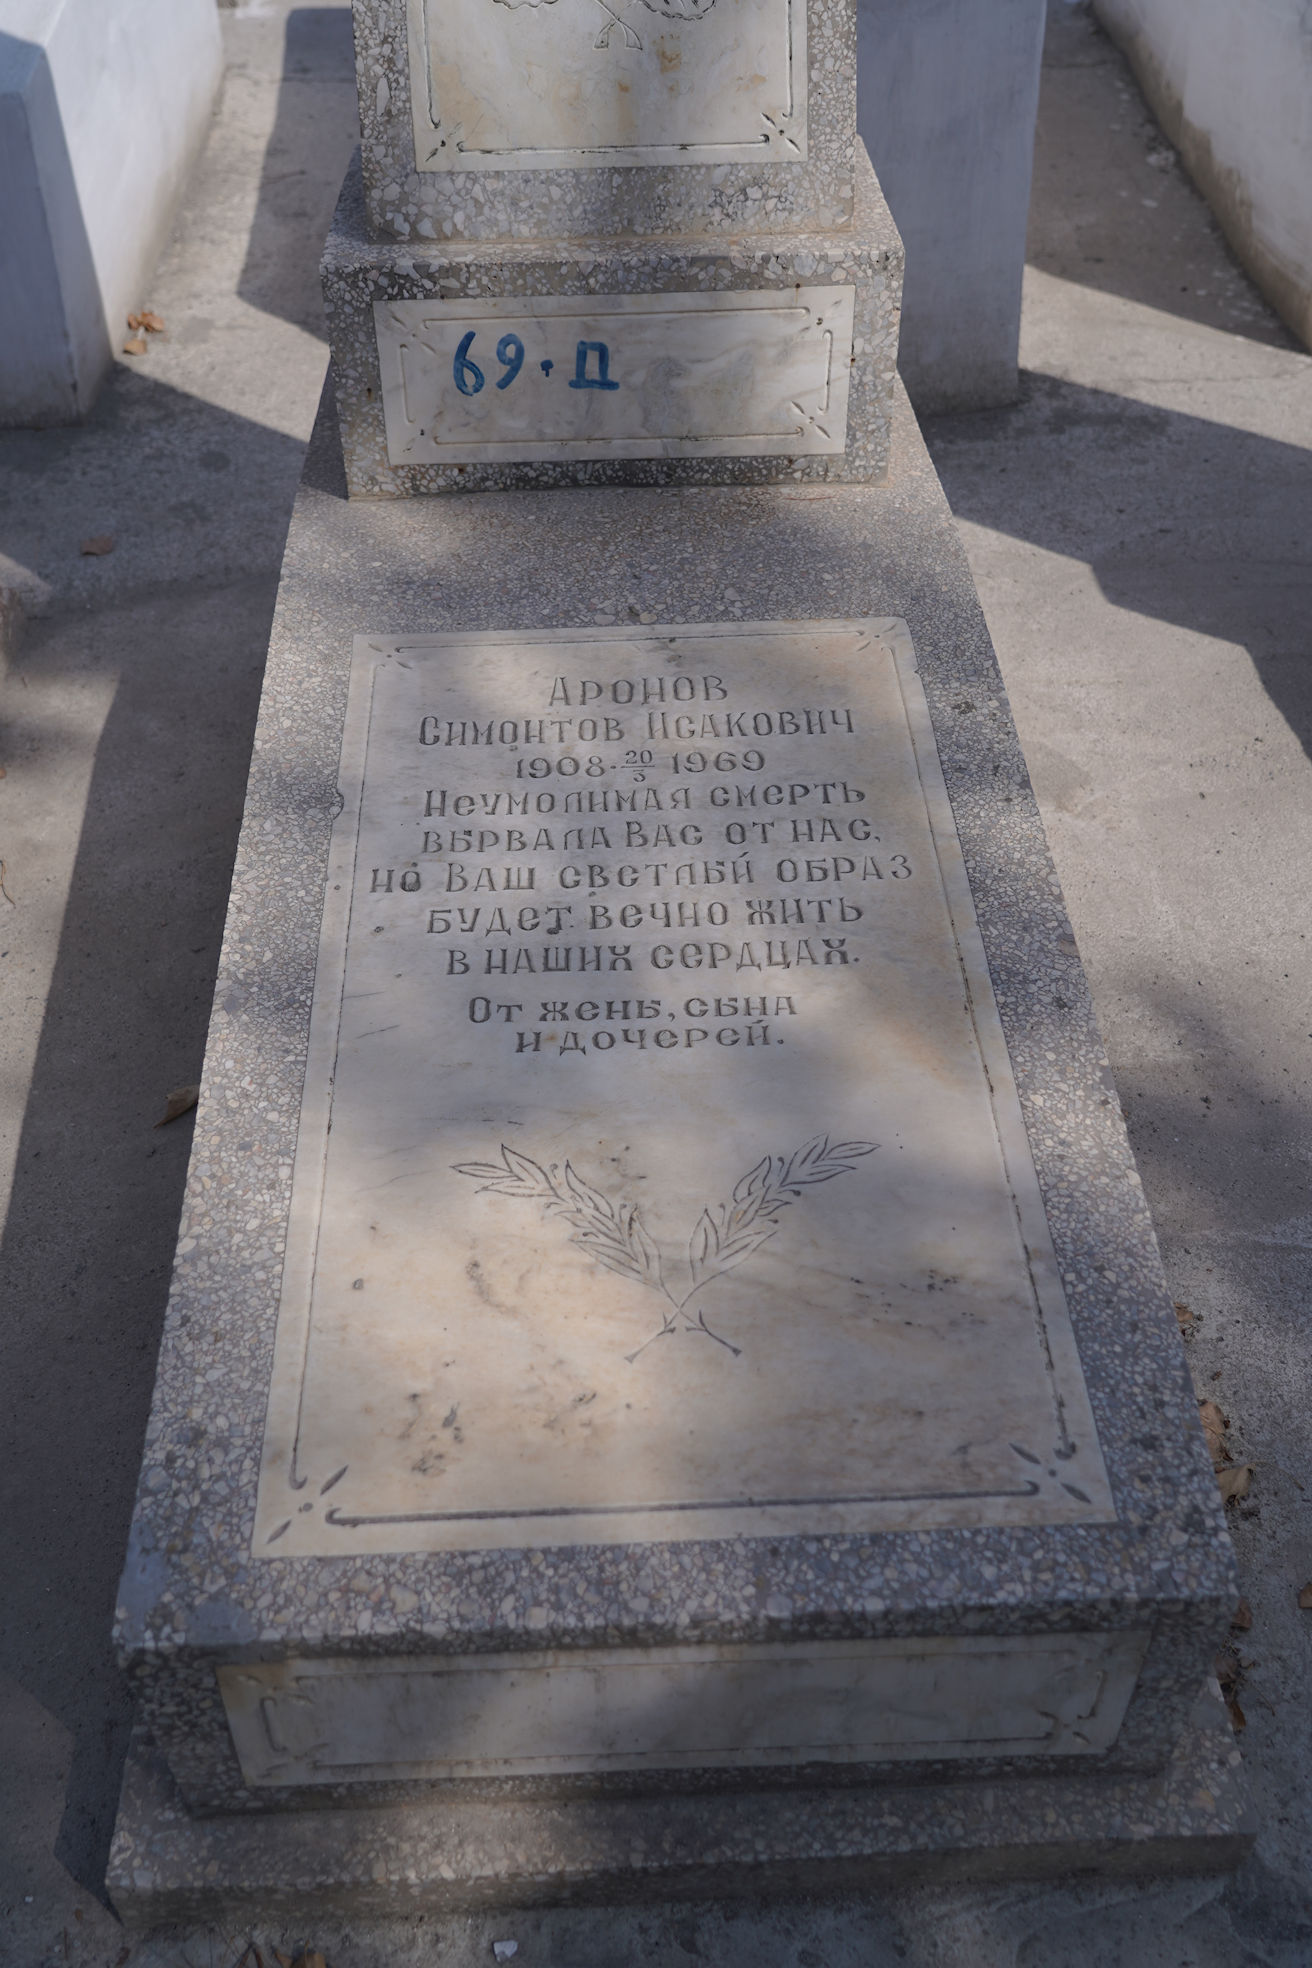 69·Д
Аронов
Симонтов Исакович
1908·20/3 1969
Неумолимая смерть
вырвала Вас от нас,
но Ваш светлый образ
будет вечно жить
в наших сердцах.
От жены, сына
и дочерей.